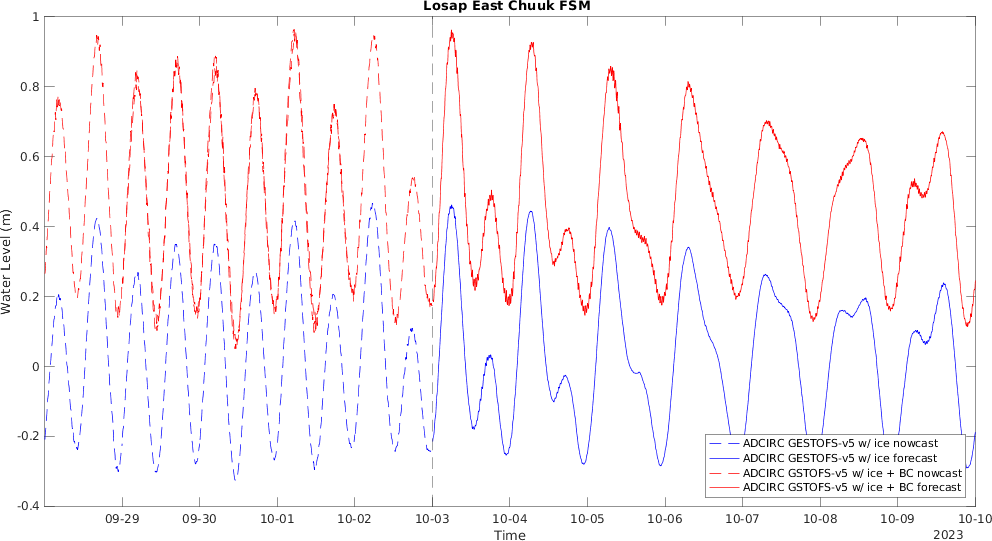 Losap East Chuuk FSM
1
0.8
0.6
0.4
0.2
0
-0.2
-0.4
Water Level (m)
ADCIRC GESTOFS-v5 w/ ice nowcast
ADCIRC GESTOFS-v5 w/ ice forecast
ADCIRC GSTOFS-v5 w/ ice + BC nowcast
ADCIRC GSTOFS-v5 w/ ice + BC forecast
09-29 09-30 10-01 10-02 10-03 10-04 10-05 10-06 10-07 10-08 10-09 10-10
Time
2023